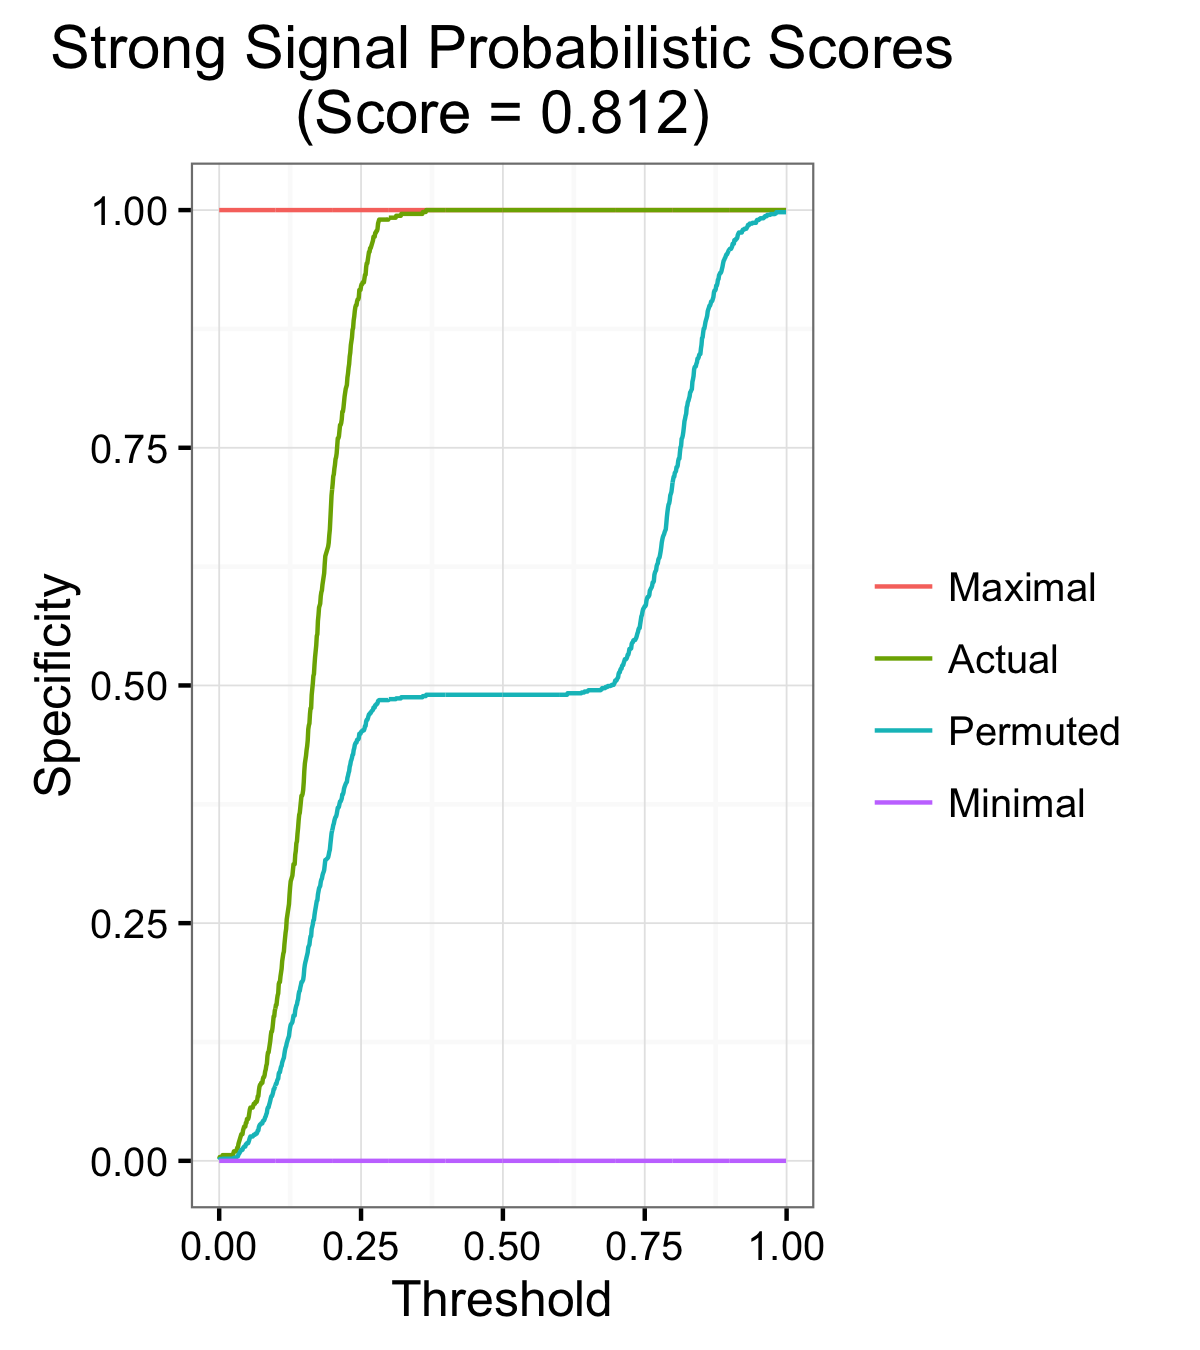 Strong Signal Probabilistic Scores
(Score = 0.812)
1.00
0.75
0.50
0.25
0.00
Specificity
0.00 0.25 0.50 0.75 1.00
Threshold
Maximal
Actual
Permuted
Minimal